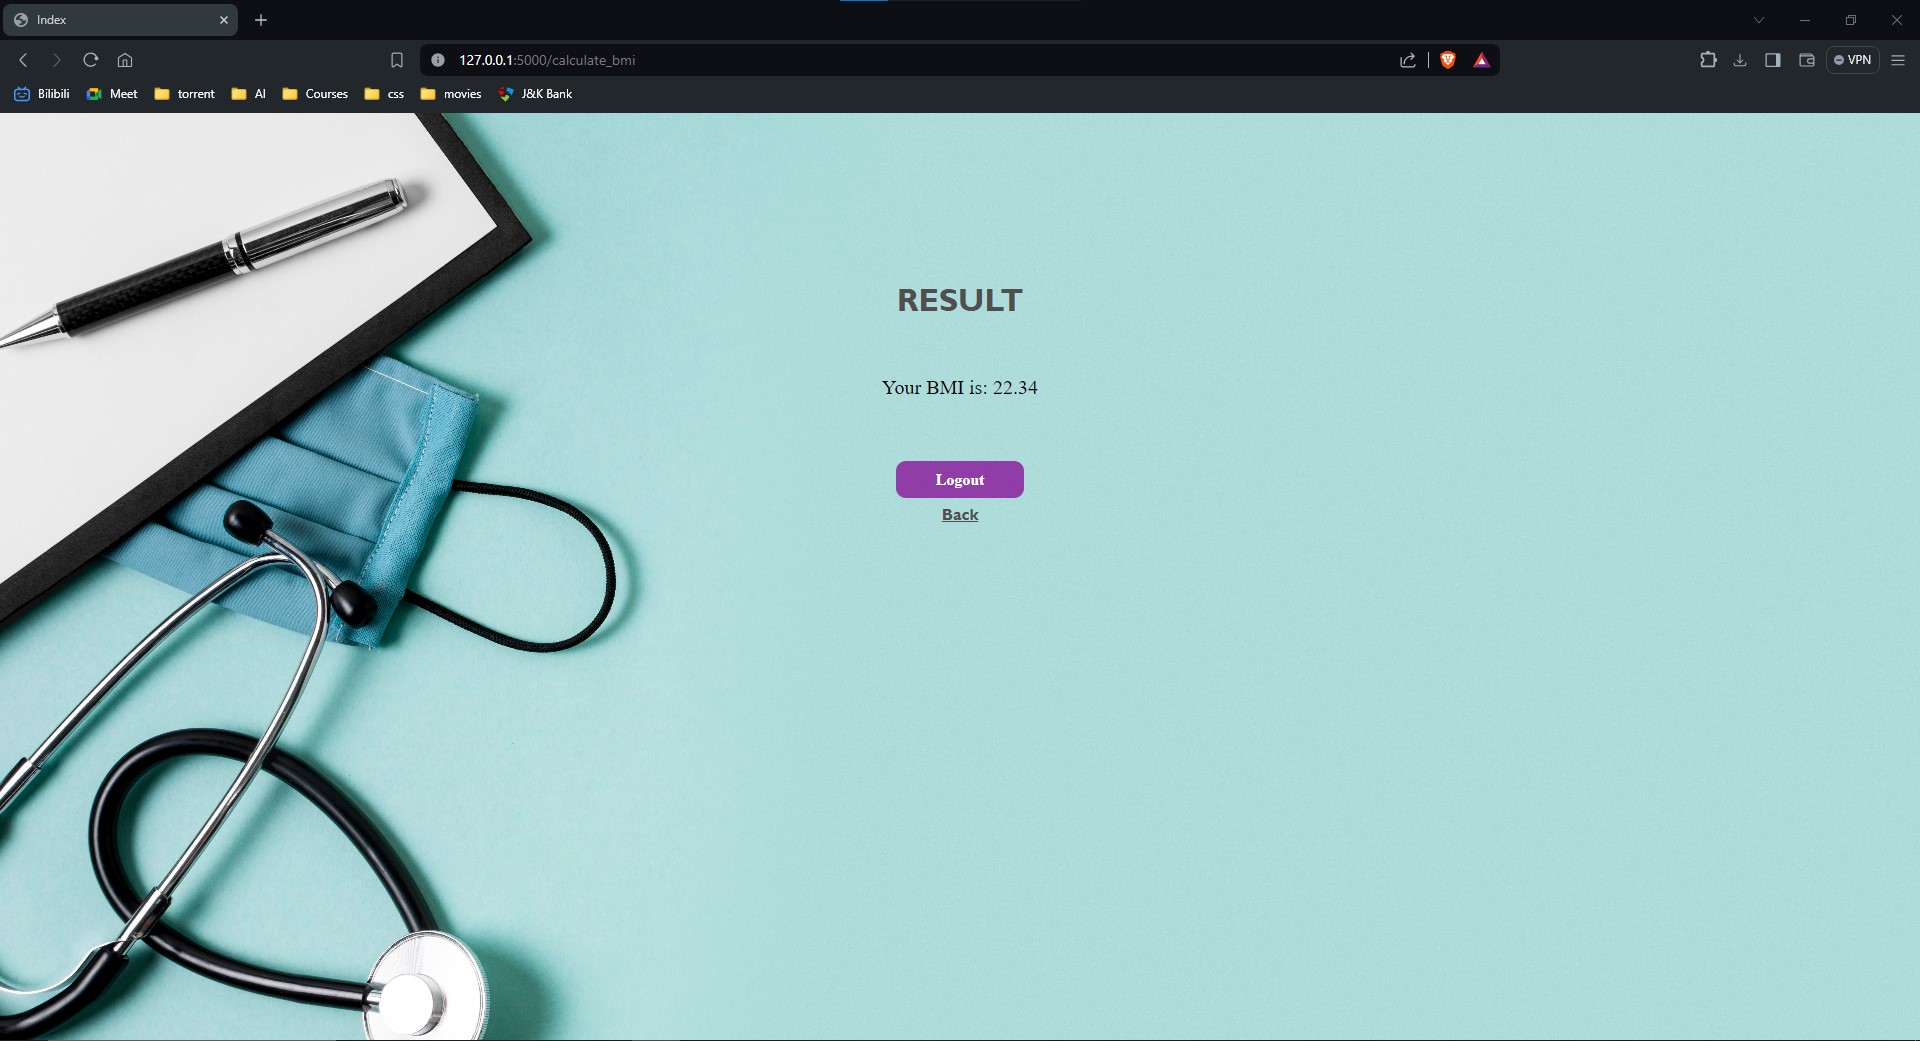 Index
127.0.0.1:5000/calculate_bmi
VPN
Bilibili Meet torrent AI Courses css movies J&K Bank
RESULT
Your BMI is: 22.34
Logout
Back